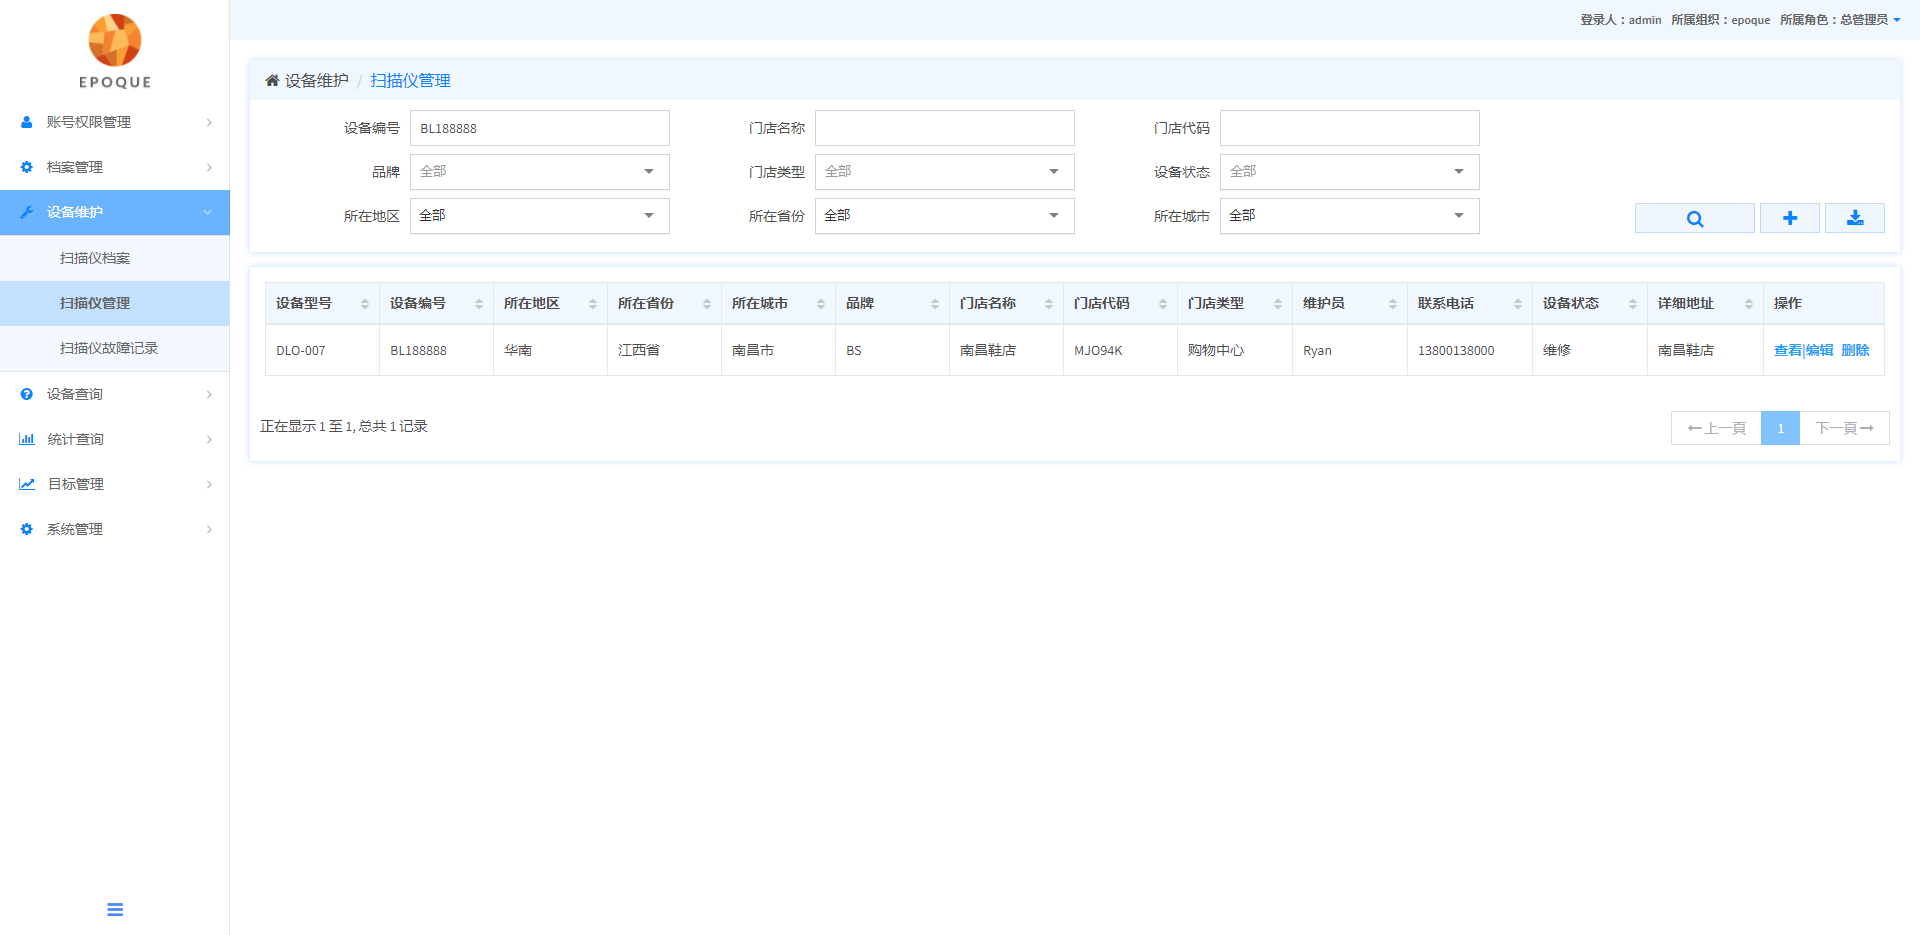 登录人：admin 所属组织：epoque 所属角色：总管理员
EPOQUE
账号权限管理
档案管理
设备维护
扫描仪档案
扫描仪管理
扫描仪故障记录
设备查询
统计查询
目标管理
系统管理
设备维护 / 扫描仪管理
设备编号 BL188888 门店名称 门店代码
品牌 全部 门店类型 全部 设备状态 全部
所在地区 全部 所在省份 全部 所在城市 全部
设备型号 设备编号 所在地区 所在省份 所在城市 品牌 门店名称 门店代码 门店类型 维护员 联系电话 设备状态 详细地址 操作
DLO-007 BL188888 华南 江西省 南昌市 BS 南昌鞋店 MJO94K 购物中心 Ryan 13800138000 维修 南昌鞋店 查看|编辑 删除
正在显示 1 至 1, 总共 1 记录
←上一頁 1 下一頁→